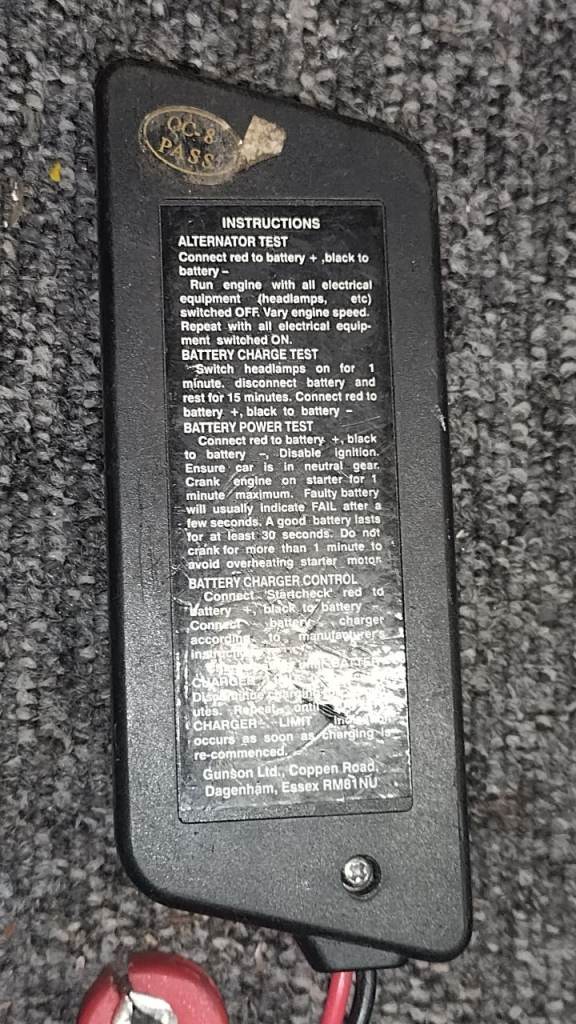 QC-8
PASS
INSTRUCTIONS
ALTERNATOR TEST
Connect red to battery + ,black to
battery –
Run engine with all electrical
equipment (headlamps, etc)
switched OFF. Vary engine speed.
Repeat with all electrical equip-
ment switched ON.
BATTERY CHARGE TEST
Switch headlamps on for 1
minute. disconnect battery and
rest for 15 minutes. Connect red to
battery +, black to battery –
BATTERY POWER TEST
Connect red to battery +, black
to battery –, Disable ignition.
Ensure car is in neutral gear.
Crank engine on starter for 1
minute maximum. Faulty battery
will usually indicate FAIL after a
few seconds. A good battery lasts
for at least 30 seconds. Do not
crank for more than 1 minute to
avoid overheating starter motor.
BATTERY CHARGER CONTROL
Connect 'Startcheck' red to
battery +, black to battery –
Connect battery charger
according to manufacturer's
BATTERY
CHARGER
Discontinue charging
utes. Repeat until
CHARGER LIMIT
occurs as soon as charging is
re-commenced.
Gunson Ltd., Coppen Road,
Dagenham, Essex RM81NU